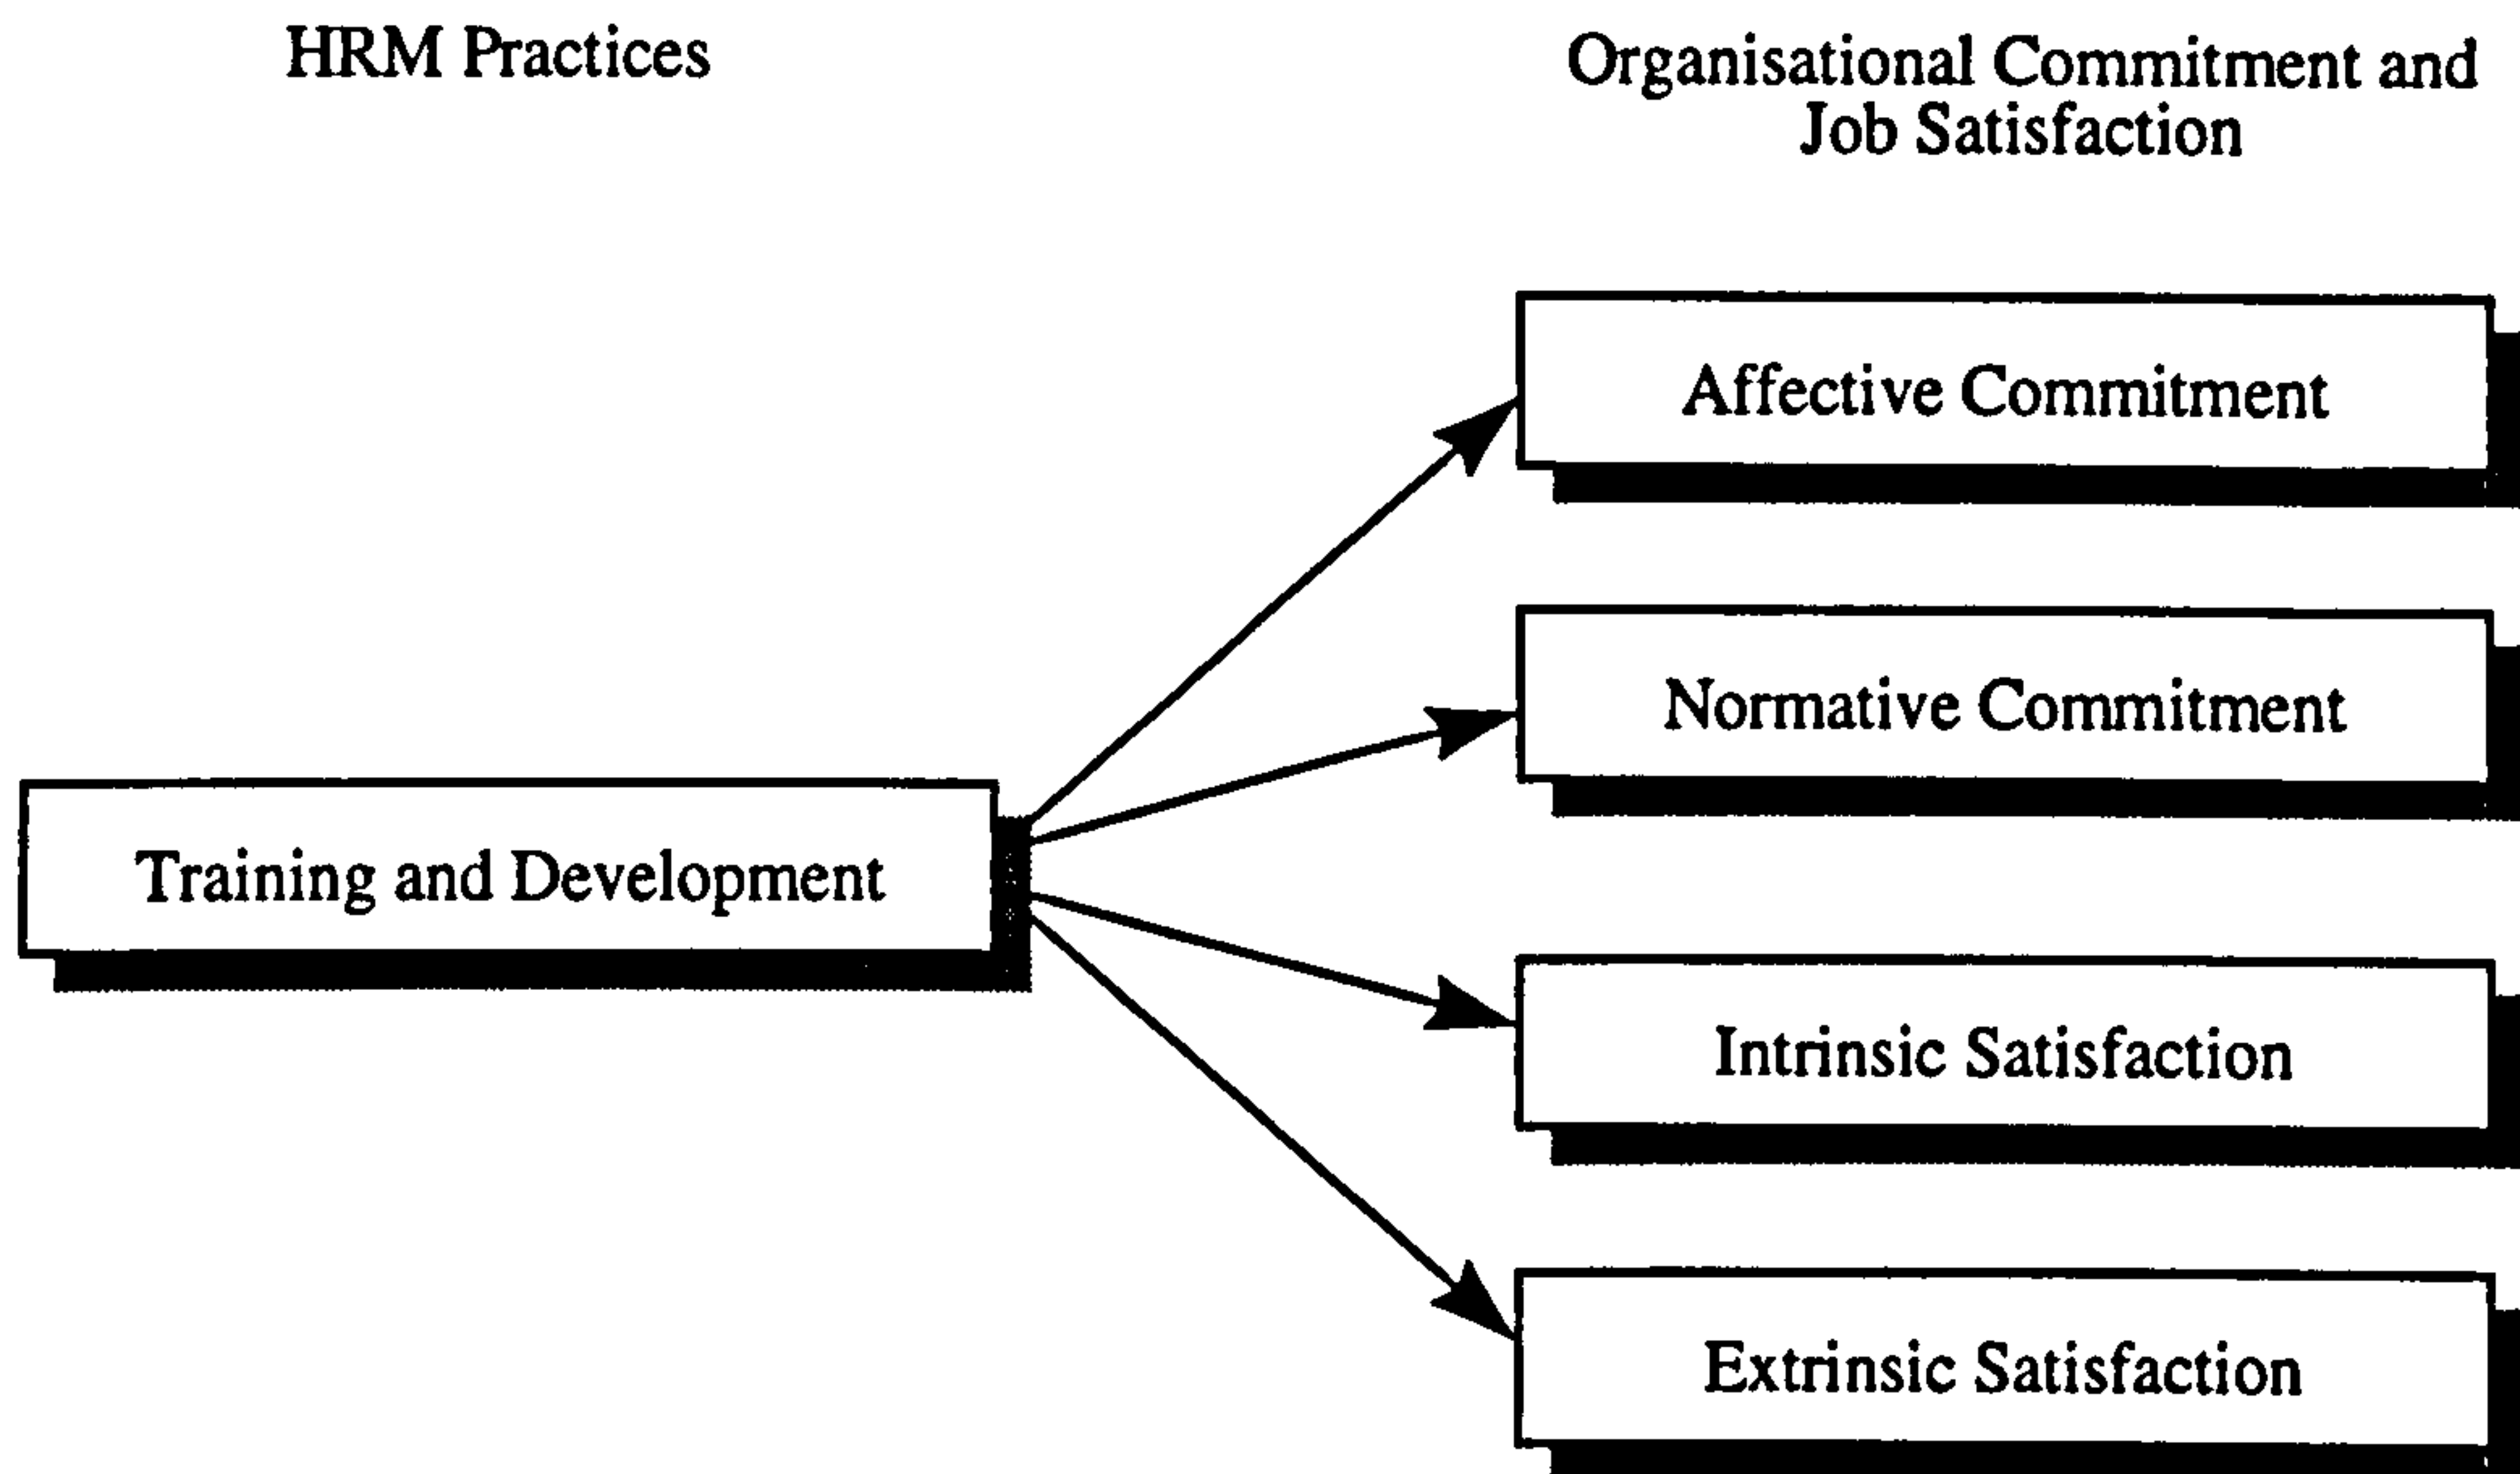 HRM Practices
Organisational Commitment and
Job Satisfaction
Affective Commitment
Normative Commitment
Training and Development
Intrinsic Satisfaction
Extrinsic Satisfaction